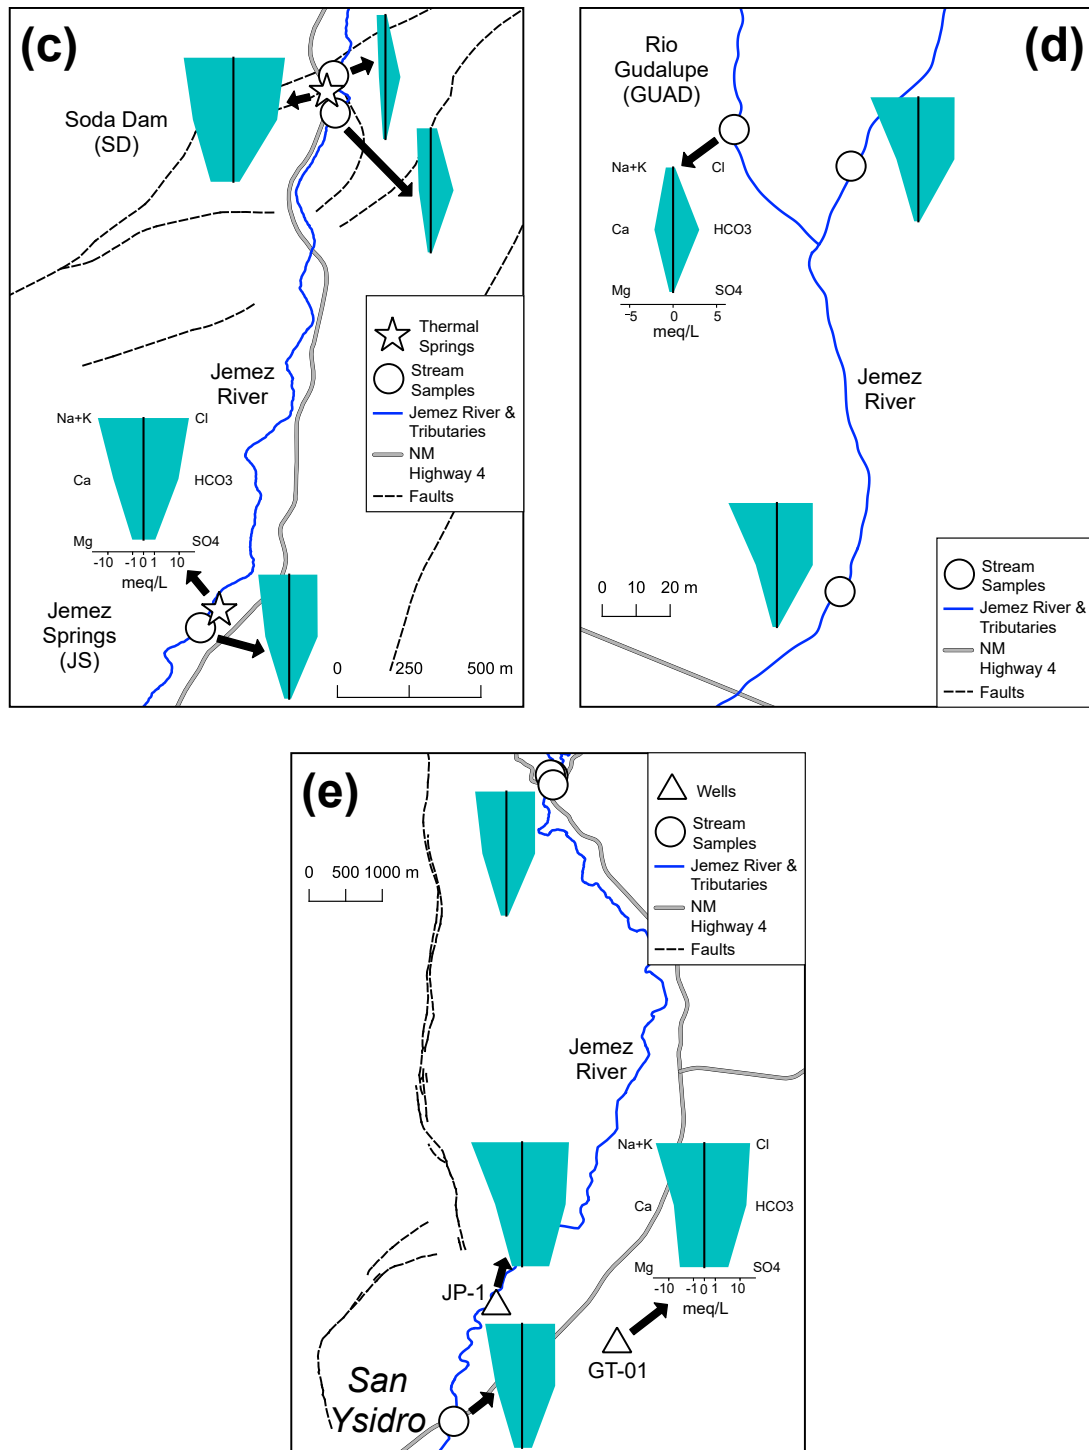 (c)
Soda Dam
(SD)
Jemez
River
Na+K
Cl
Ca
HCO3
Mg
SO4
-10 -1 0 1 10
meq/L
Jemez
Springs
(JS)
Thermal
Springs
Stream
Samples
Jemez River &
Tributaries
NM
Highway 4
Faults
0 250 500 m
(d)
Rio
Gudalupe
(GUAD)
Na+K
Cl
Ca
HCO3
Mg
SO4
-5 0 5
meq/L
Jemez
River
0 10 20 m
Stream
Samples
Jemez River &
Tributaries
NM
Highway 4
Faults
(e)
0 500 1000 m
Wells
Stream
Samples
Jemez River &
Tributaries
NM
Highway 4
Faults
Jemez
River
Na+K
Cl
Ca
HCO3
Mg
SO4
-10 -1 0 1 10
meq/L
JP-1
GT-01
San
Ysidro